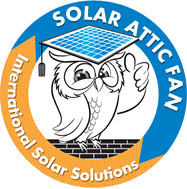 SOLAR ATTIC FAN
International Solar Solutions